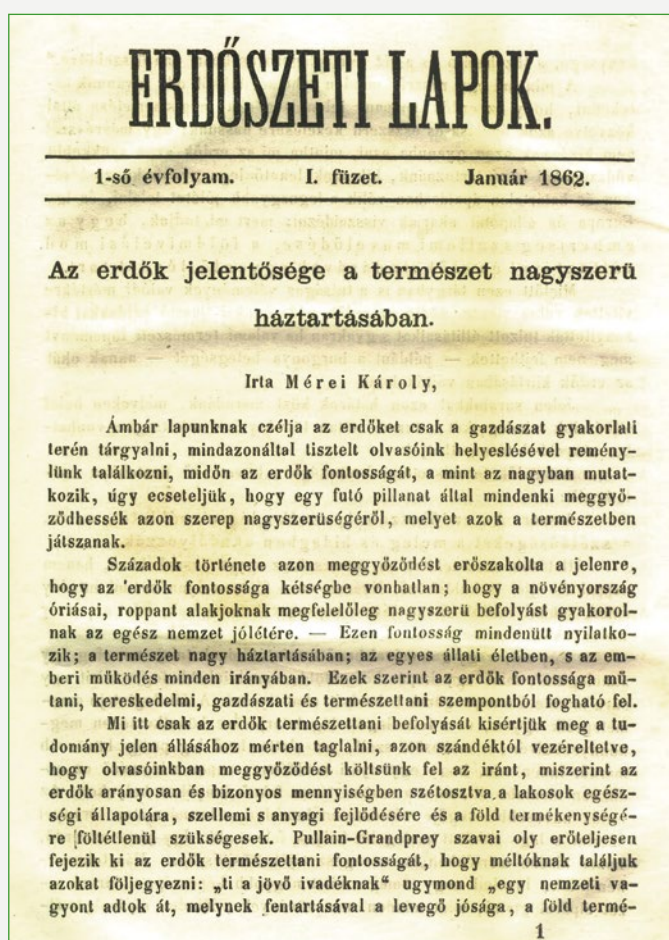 ERDŐSZETI LAPOK.
1-ső évfolyam. I. füzet. Január 1862.
Az erdők jelentősége a természet nagyszerü
háztartásában.
Irta Mérei Károly,
Ámbár lapunknak czélja az erdőket csak a gazdászat gyakorlati
terén tárgyalni, mindazonáltal tisztelt olvasóink helyeslésével remény-
lünk találkozni, midőn az erdők fontosságát, a mint az nagyban mutat-
kozik, úgy ecseteljük, hogy egy futó pillanat által mindenki meggyő-
ződhessék azon szerep nagyszerüségéről, melyet azok a természetben
játszanak.
Századok története azon meggyőződést erőszakolta a jelenre,
hogy az 'erdők fontossága kétségbe vonhatlan; hogy a növényország
óriásai, roppant alakjoknak megfelelőleg nagyszerü befolyást gyakorol-
nak az egész nemzet jólétére. — Ezen fontosság mindenütt nyilatko-
zik; a természet nagy háztartásában; az egyes állati életben, s az em-
beri müködés minden irányában. Ezek szerint az erdők fontossága mű-
tani, kereskedelmi, gazdászati és természettani szempontból fogható fel.
Mi itt csak az erdők természettani befolyását kisértjük meg a tu-
domány jelen állásához mérten taglalni, azon szándéktól vezéreltetve,
hogy olvasóinkban meggyőződést költsünk fel az iránt, miszerint az
erdők arányosan és bizonyos mennyiségben szétosztva a lakosok egész-
ségi állapotára, szellemi s anyagi fejlődésére és a föld termékenységé-
re föltétlenül szükségesek. Pullain-Grandprey szavai oly erőteljesen
fejezik ki az erdők természettani fontosságát, hogy méltóknak találjuk
azokat följegyezni: „ti a jövő ivadéknak“ ugymond „egy nemzeti va-
gyont adtok át, melynek fentartásával a levegő jósága, a föld termé-
1